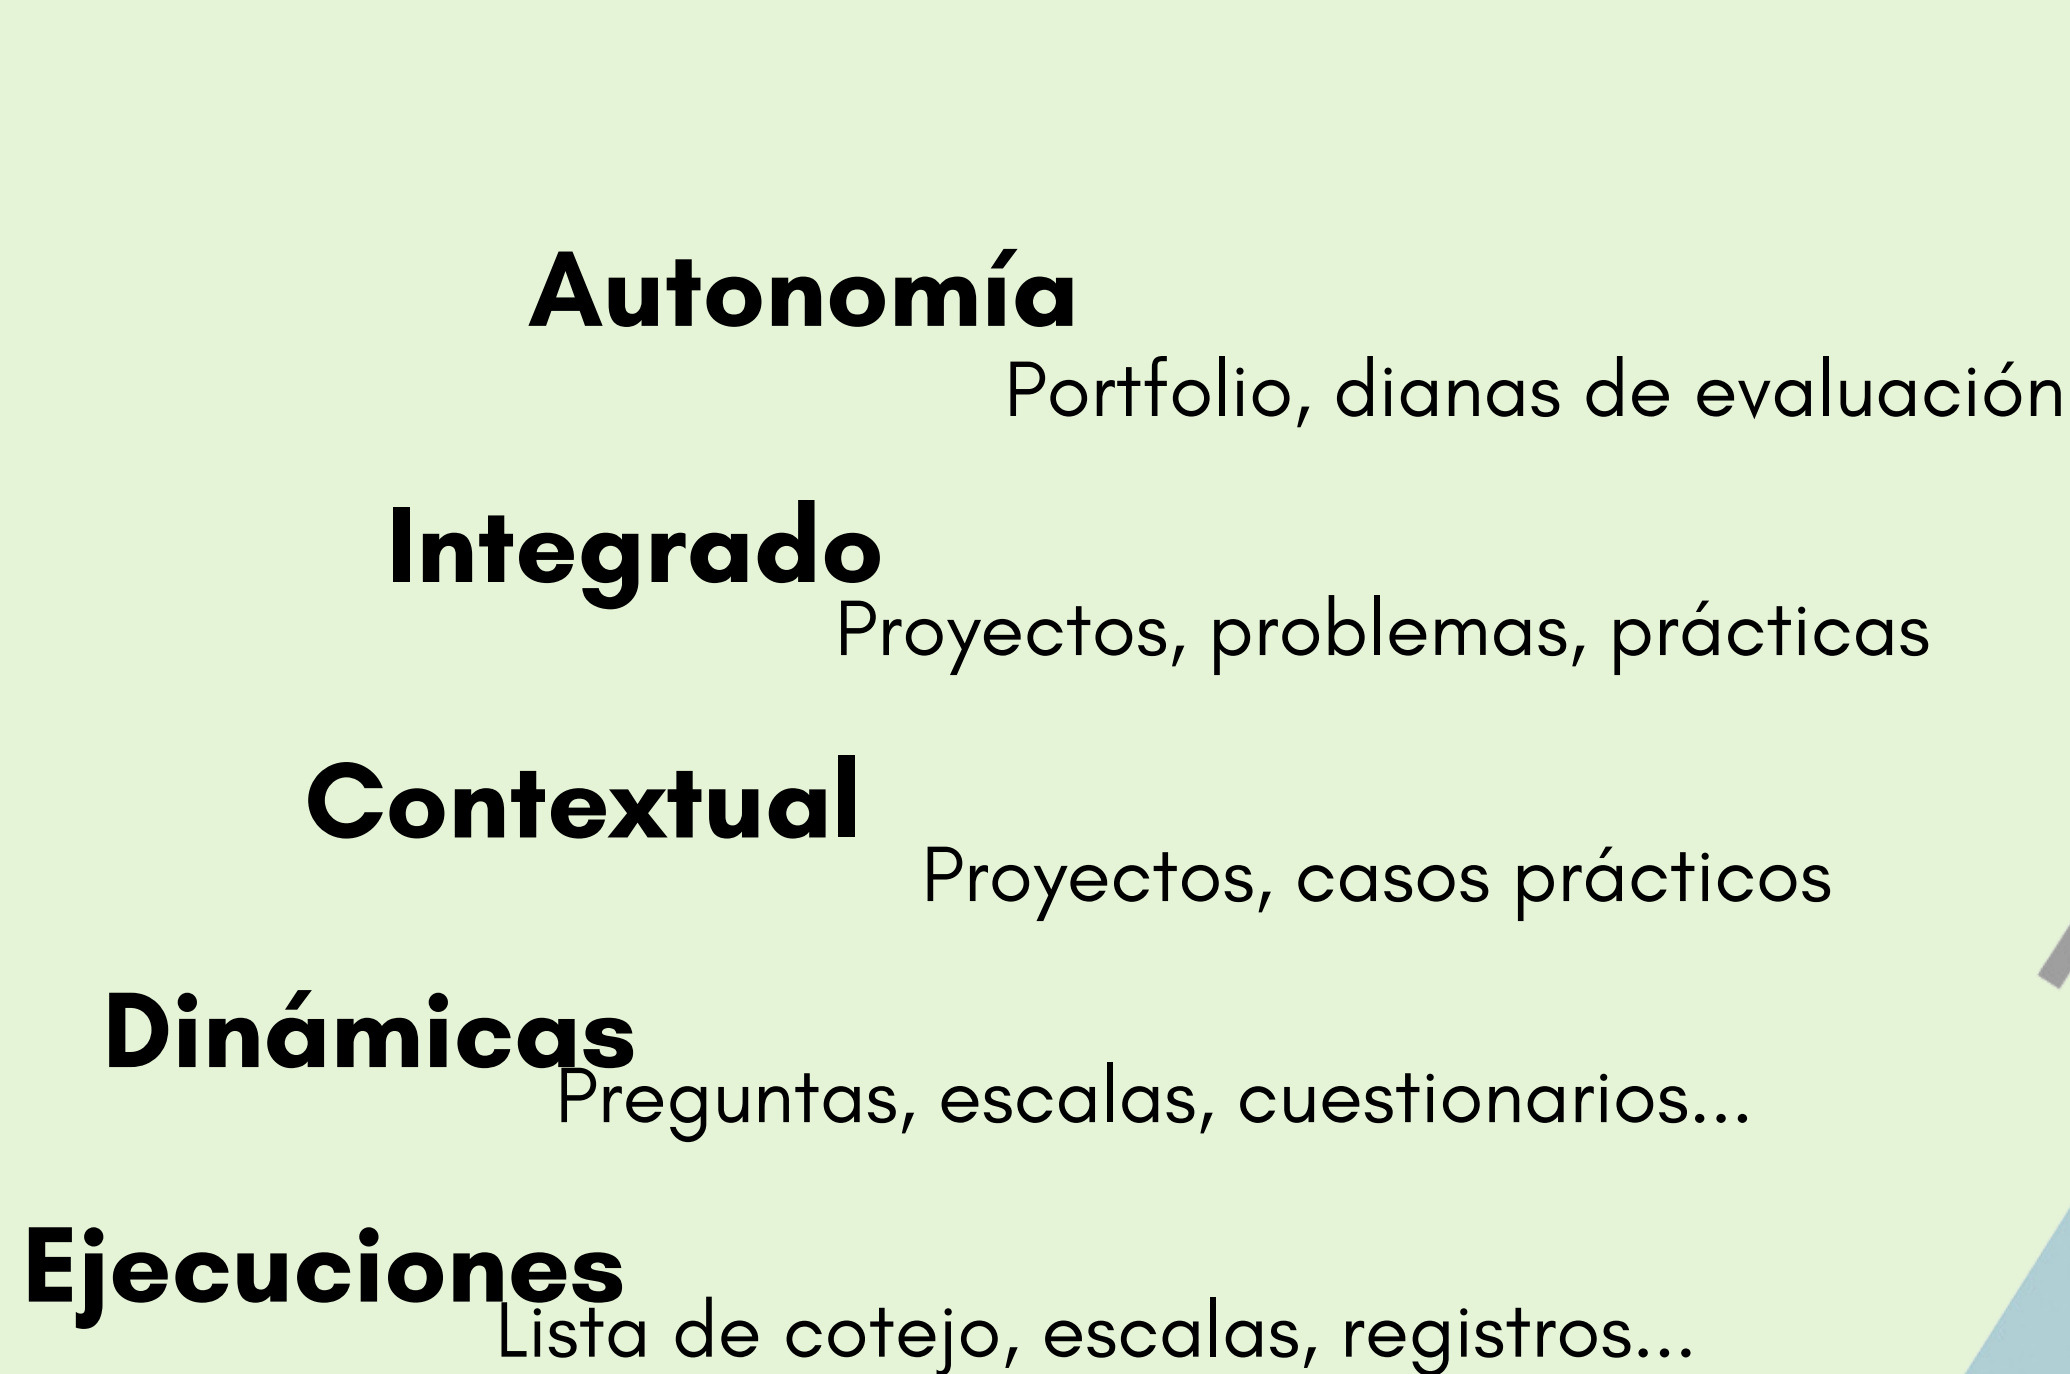 Autonomía
Portfolio, dianas de evaluación
Integrado
Proyectos, problemas, prácticas
Contextual
Proyectos, casos prácticos
Dinámicas
Preguntas, escalas, cuestionarios...
Ejecuciones
Lista de cotejo, escalas, registros...